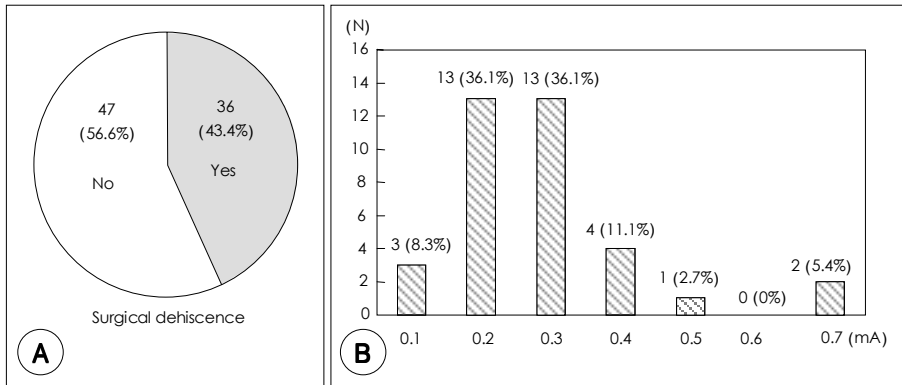 47
(56.6%)
No
36
(43.4%)
Yes
Surgical dehiscence
A
(N)
16
14
12
10
8
6
4
2
0
3 (8.3%)
13 (36.1%)
13 (36.1%)
4 (11.1%)
1 (2.7%)
0 (0%)
2 (5.4%)
0.1 0.2 0.3 0.4 0.5 0.6 0.7 (mA)
B